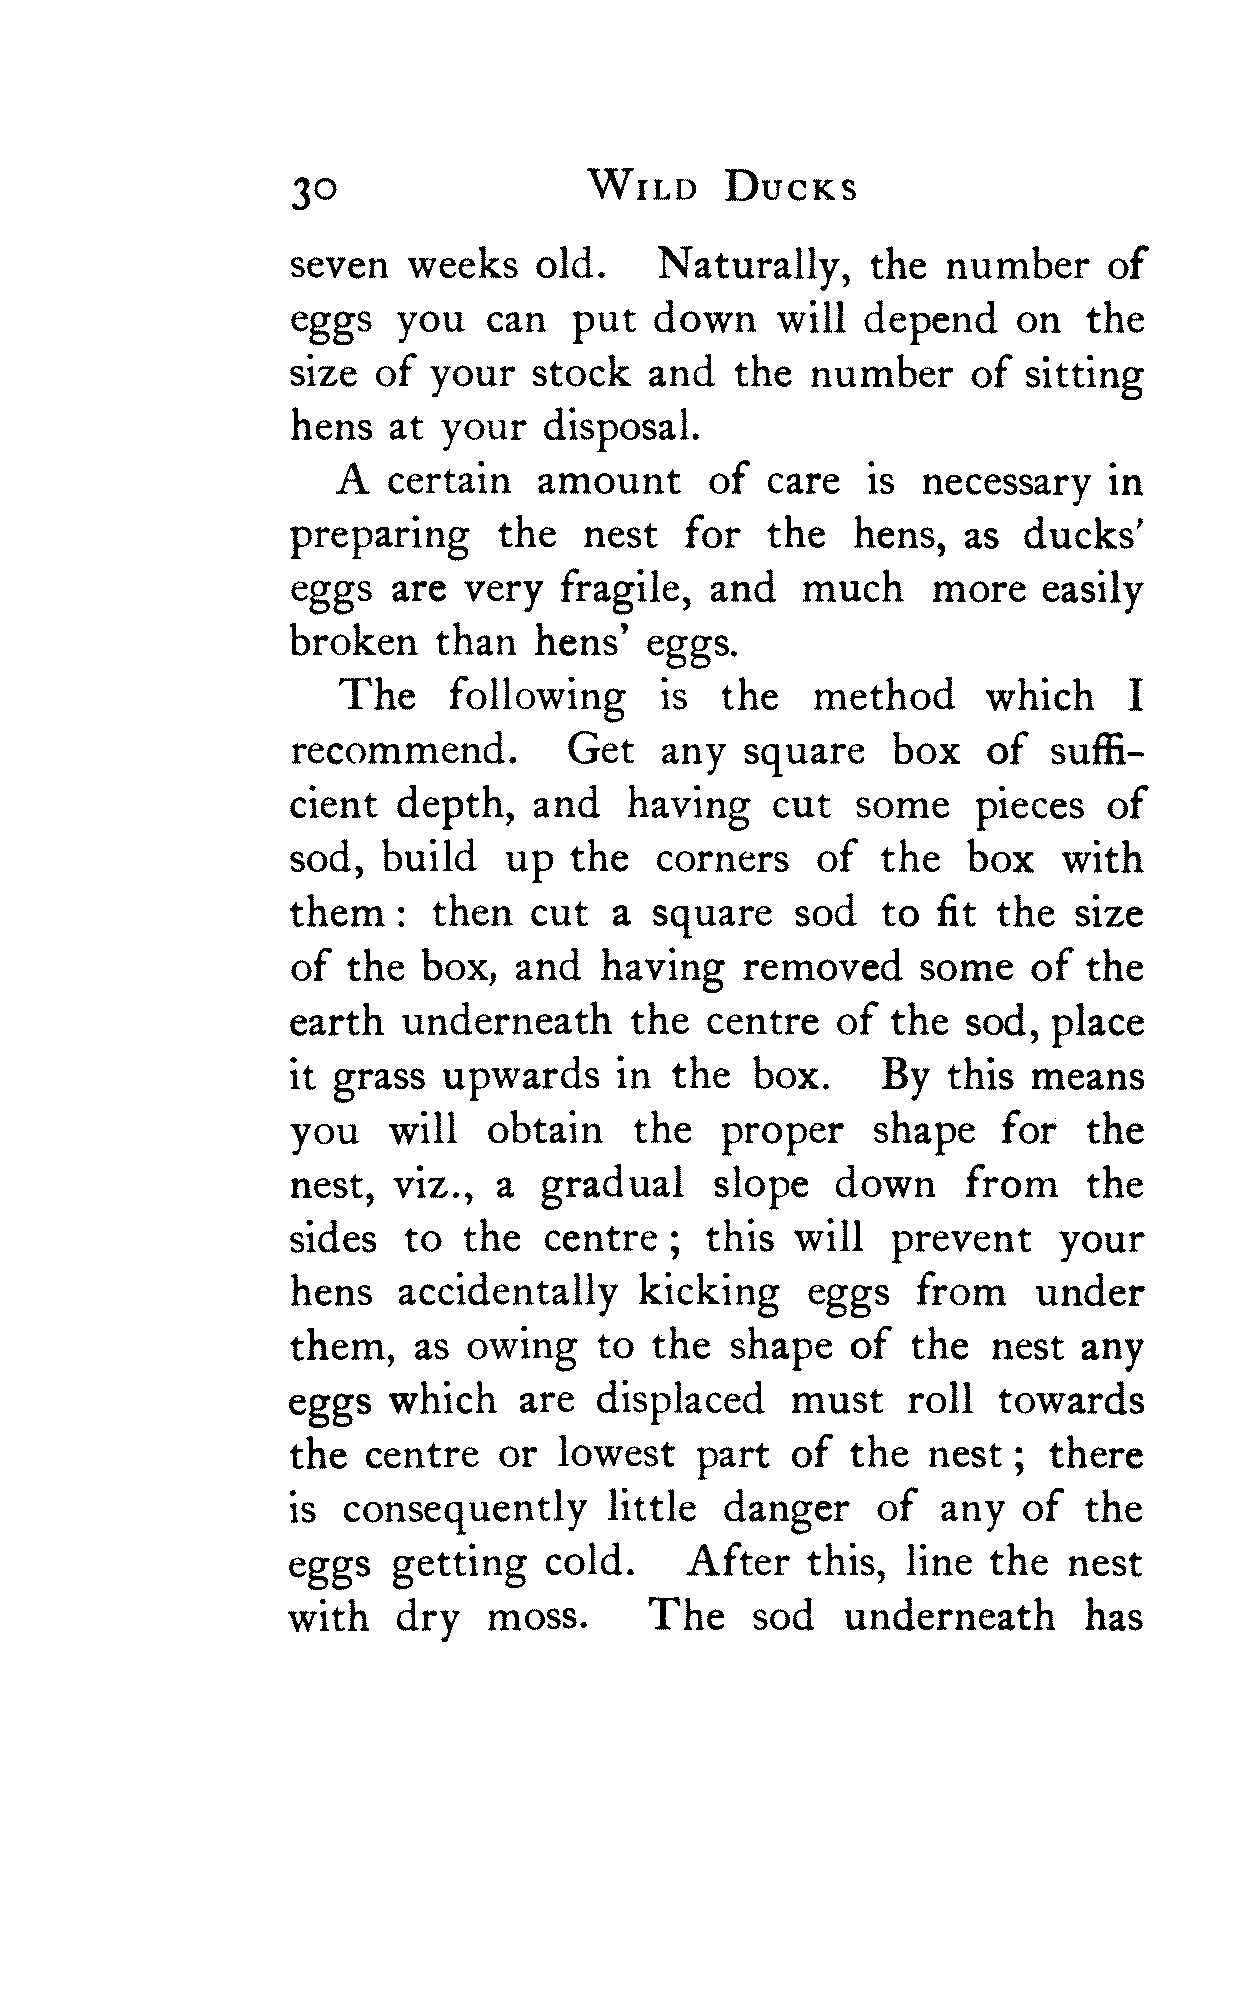 30 Wild Ducks
seven weeks old. Naturally, the number of
eggs you can put down will depend on the
size of your stock and the number of sitting
hens at your disposal.
A certain amount of care is necessary in
preparing the nest for the hens, as ducks'
eggs are very fragile, and much more easily
broken than hens' eggs.
The following is the method which I
recommend. Get any square box of suffi-
cient depth, and having cut some pieces of
sod, build up the corners of the box with
them : then cut a square sod to fit the size
of the box, and having removed some of the
earth underneath the centre of the sod, place
it grass upwards in the box. By this means
you will obtain the proper shape for the
nest, viz., a gradual slope down from the
sides to the centre ; this will prevent your
hens accidentally kicking eggs from under
them, as owing to the shape of the nest any
eggs which are displaced must roll towards
the centre or lowest part of the nest ; there
is consequently little danger of any of the
eggs getting cold. After this, line the nest
with dry moss. The sod underneath has